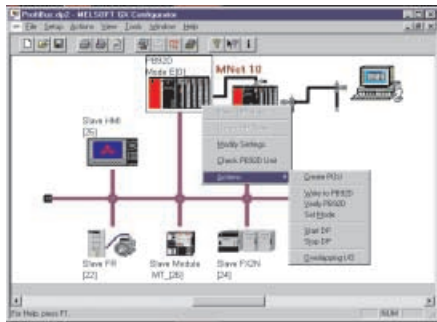 ProfiBus.dp2 - MELSOFT GX Configurator
File Setup Actions View Tools Window Help
PB92D
Mode E[0]
MNet 10
Slave HMI
[26]
Modify Settings
Check PB92D Unit
Actions
Create POU
Write to PB92D
Verify PB92D
Set Mode
Start DP
Stop DP
Overlapping I/O
Slave FR
[22]
Slave Module
MT_[28]
Slave FX2N
[24]
For Help, press F1
NUM